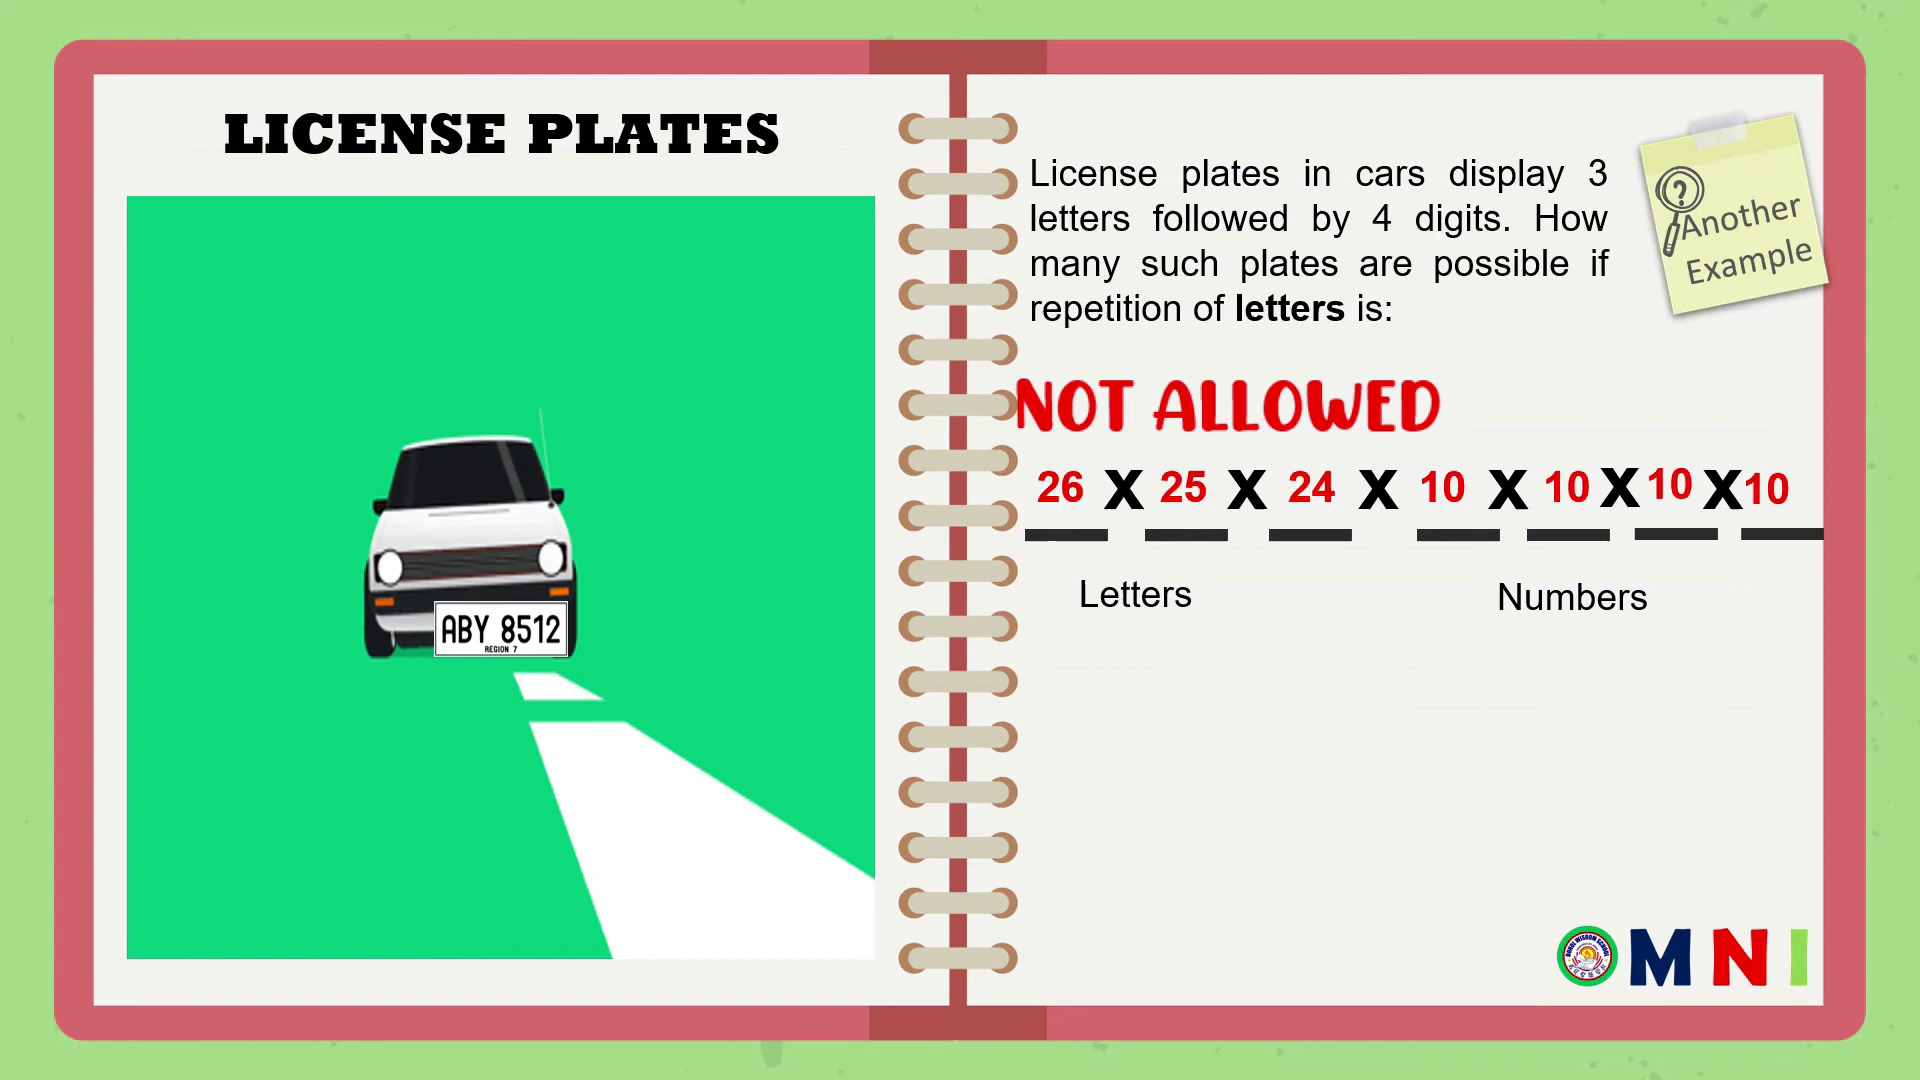 LICENSE PLATES
ABY 8512
REGION 7
License plates in cars display 3
letters followed by 4 digits. How
many such plates are possible if
repetition of letters is:
Another
Example
NOT ALLOWED
26 X 25 X 24 X 10 X 10 X 10 X 10
Letters
Numbers
MNI